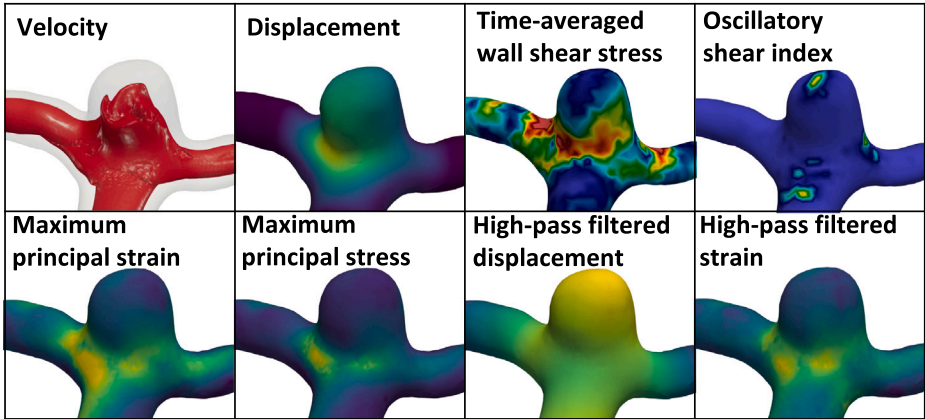 Velocity
Displacement
Time-averaged
wall shear stress
Oscillatory
shear index
Maximum
principal strain
Maximum
principal stress
High-pass filtered
displacement
High-pass filtered
strain